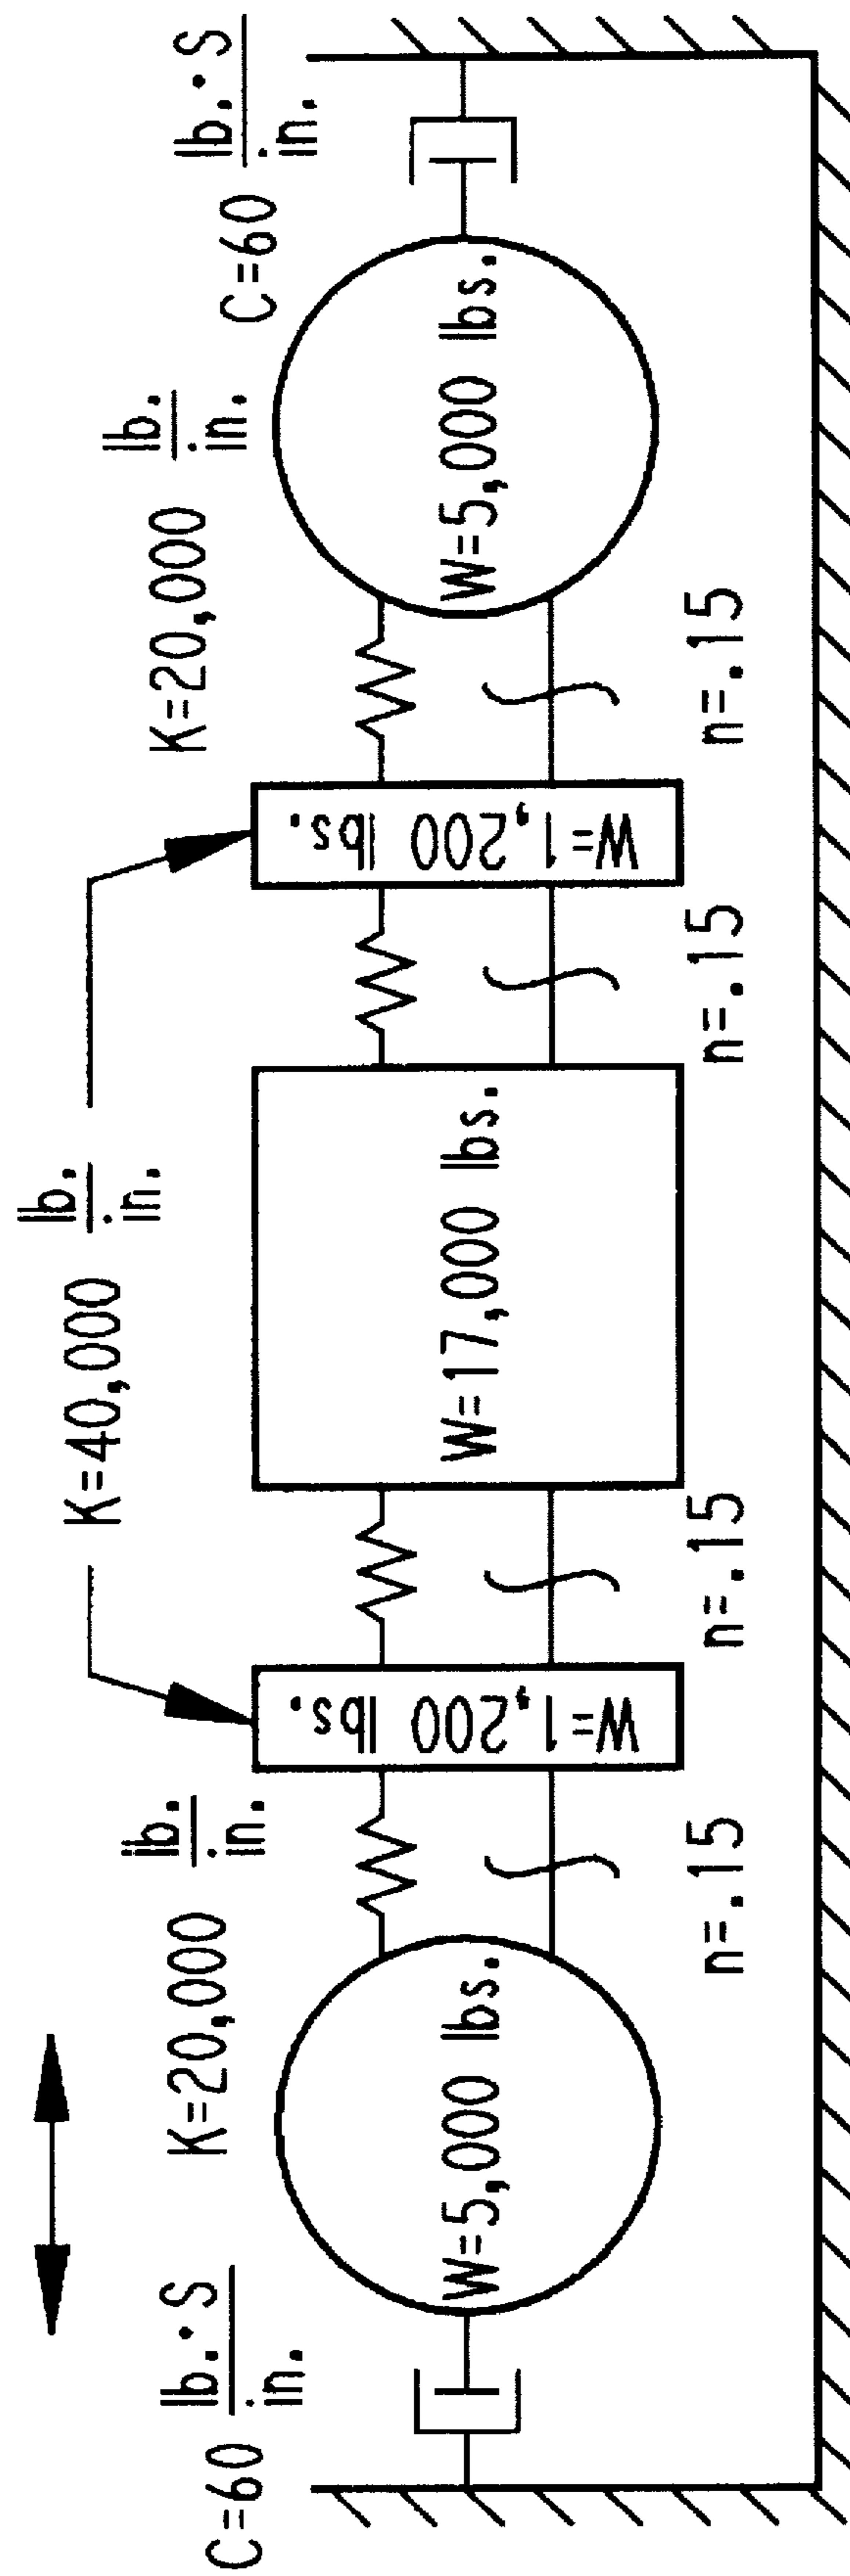 C=60 lb.·S
in.
K=20,000 lb.
in.
K=40,000 lb.
in.
K=20,000 lb.
in.
C=60 lb.·S
in.
W=5,000 lbs.
W=1,200 lbs.
W=17,000 lbs.
W=1,200 lbs.
W=5,000 lbs.
n=.15
n=.15
n=.15
n=.15